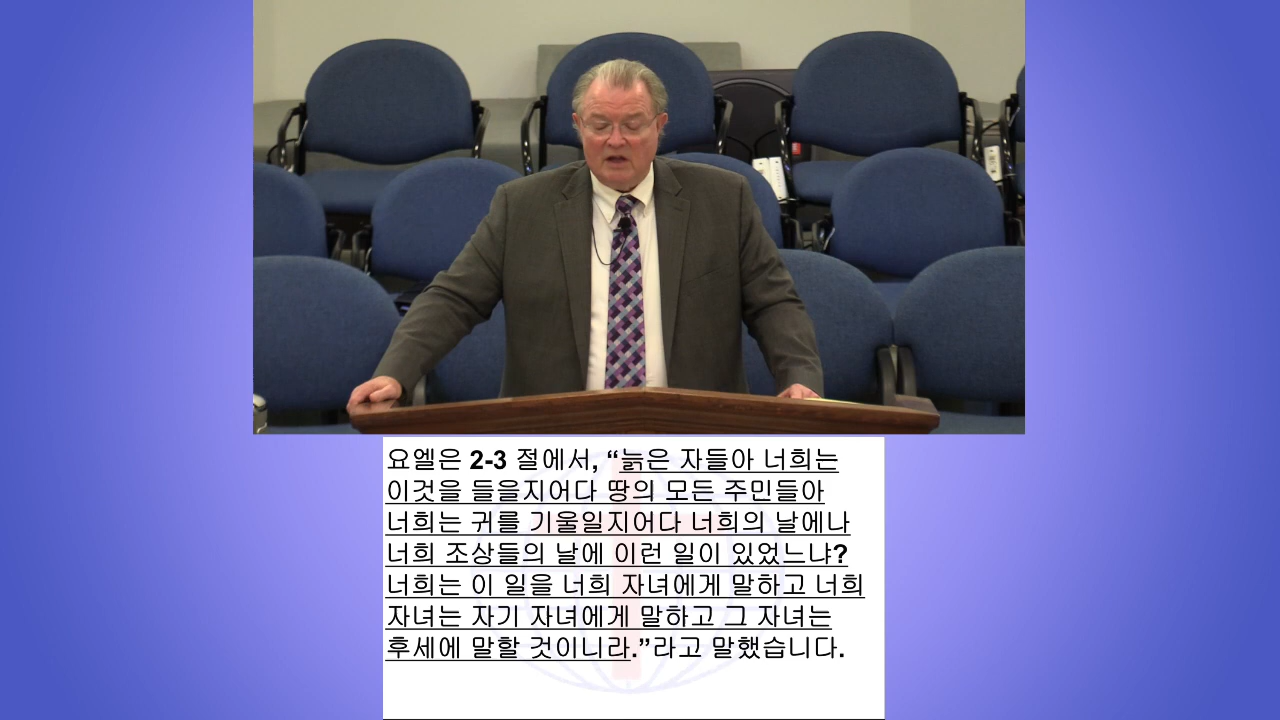 요엘은 2-3 절에서, “늙은 자들아 너희는
이것을 들을지어다 땅의 모든 주민들아
너희는 귀를 기울일지어다 너희의 날에나
너희 조상들의 날에 이런 일이 있었느냐?
너희는 이 일을 너희 자녀에게 말하고 너희
자녀는 자기 자녀에게 말하고 그 자녀는
후세에 말할 것이니라.”라고 말했습니다.